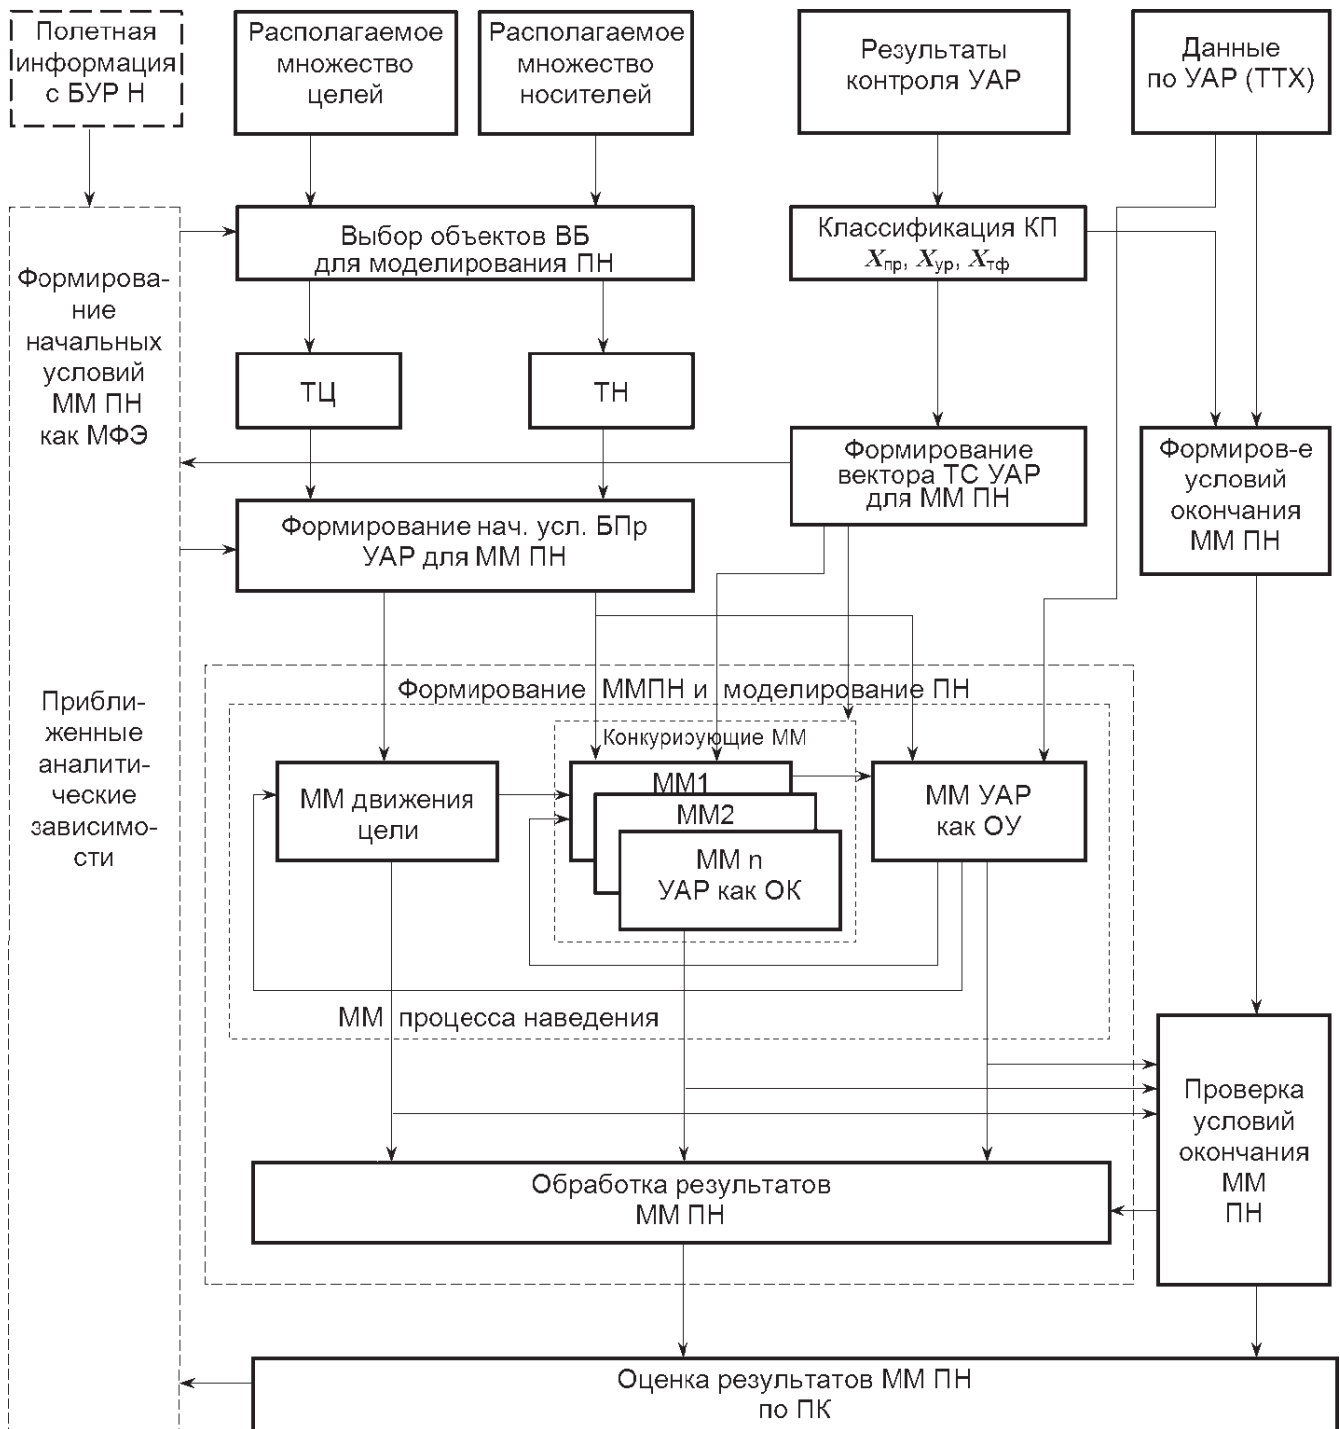 Полетная
информация
с БУР Н
Располагаемое
множество
целей
Располагаемое
множество
носителей
Результаты
контроля УАР
Данные
по УАР (ТТХ)
Выбор объектов ВБ
для моделирования ПН
Классификация КП
Xпр, Xур, Xтф
Формирова-
ние
начальных
условий
ММ ПН
как МФЭ
ТЦ
ТН
Формирование
вектора ТС УАР
для ММ ПН
Формиров-е
условий
окончания
ММ ПН
Формирование нач. усл. БПр
УАР для ММ ПН
Прибли-
женные
аналити-
ческие
зависимо-
сти
Формирование ММПН и моделирование ПН
Конкуризующие ММ
ММ движения
цели
ММ1
ММ2
ММ n
УАР как ОК
ММ УАР
как ОУ
ММ процесса наведения
Проверка
условий
окончания
ММ
ПН
Обработка результатов
ММ ПН
Оценка результатов ММ ПН
по ПК